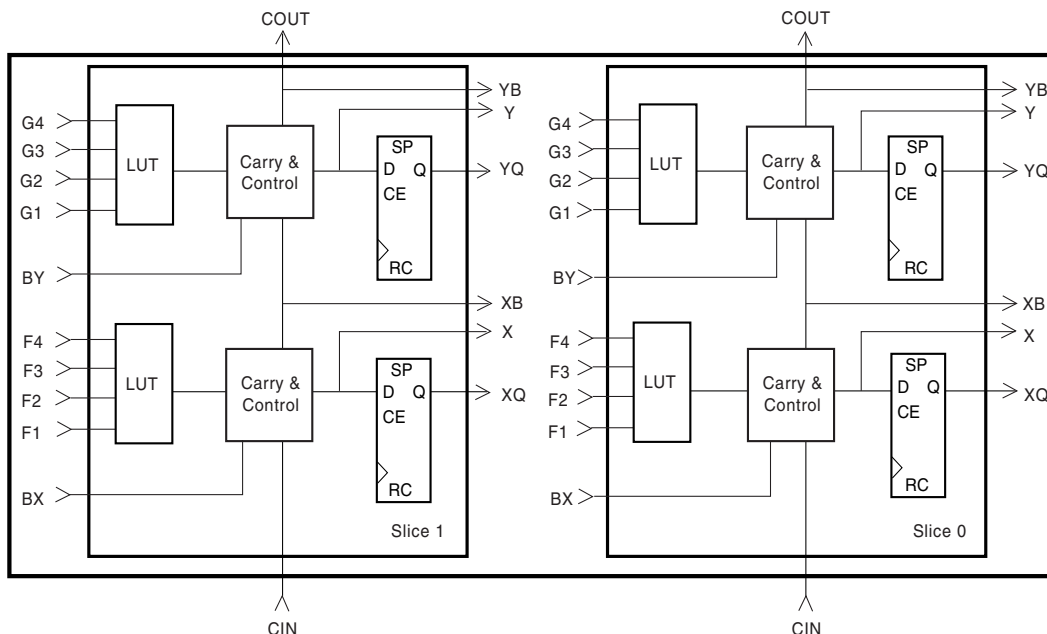 COUT
COUT
YB
Y
G4
G3
G2
G1
LUT
Carry &
Control
SP
D Q
CE
RC
YQ
BY
XB
X
F4
F3
F2
F1
LUT
Carry &
Control
SP
D Q
CE
RC
XQ
BX
Slice 1
CIN
YB
Y
G4
G3
G2
G1
LUT
Carry &
Control
SP
D Q
CE
RC
YQ
BY
XB
X
F4
F3
F2
F1
LUT
Carry &
Control
SP
D Q
CE
RC
XQ
BX
Slice 0
CIN